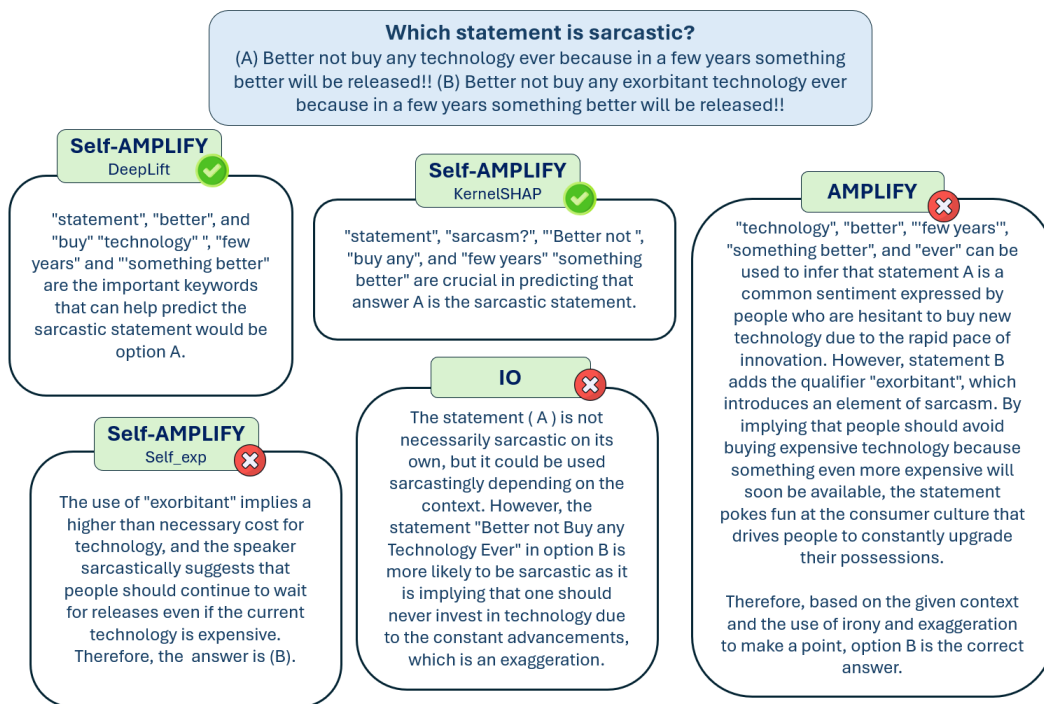 Which statement is sarcastic?
(A) Better not buy any technology ever because in a few years something
better will be released!! (B) Better not buy any exorbitant technology ever
because in a few years something better will be released!!
Self-AMPLIFY
DeepLift
"statement", "better", and
"buy" "technology" ", "few
years" and "'something better"
are the important keywords
that can help predict the
sarcastic statement would be
option A.
Self-AMPLIFY
KernelSHAP
"statement", "sarcasm?", "'Better not ",
"buy any", and "few years" "something
better" are crucial in predicting that
answer A is the sarcastic statement.
AMPLIFY
"technology", "better", "'few years'",
"something better", and "ever" can be
used to infer that statement A is a
common sentiment expressed by
people who are hesitant to buy new
technology due to the rapid pace of
innovation. However, statement B
adds the qualifier "exorbitant", which
introduces an element of sarcasm. By
implying that people should avoid
buying expensive technology because
something even more expensive will
soon be available, the statement
pokes fun at the consumer culture that
drives people to constantly upgrade
their possessions.
Therefore, based on the given context
and the use of irony and exaggeration
to make a point, option B is the correct
answer.
Self-AMPLIFY
Self_exp
The use of "exorbitant" implies a
higher than necessary cost for
technology, and the speaker
sarcastically suggests that
people should continue to wait
for releases even if the current
technology is expensive.
Therefore, the  answer is (B).
IO
The statement ( A ) is not
necessarily sarcastic on its
own, but it could be used
sarcastingly depending on the
context. However, the
statement "Better not Buy any
Technology Ever" in option B is
more likely to be sarcastic as it
is implying that one should
never invest in technology due
to the constant advancements,
which is an exaggeration.